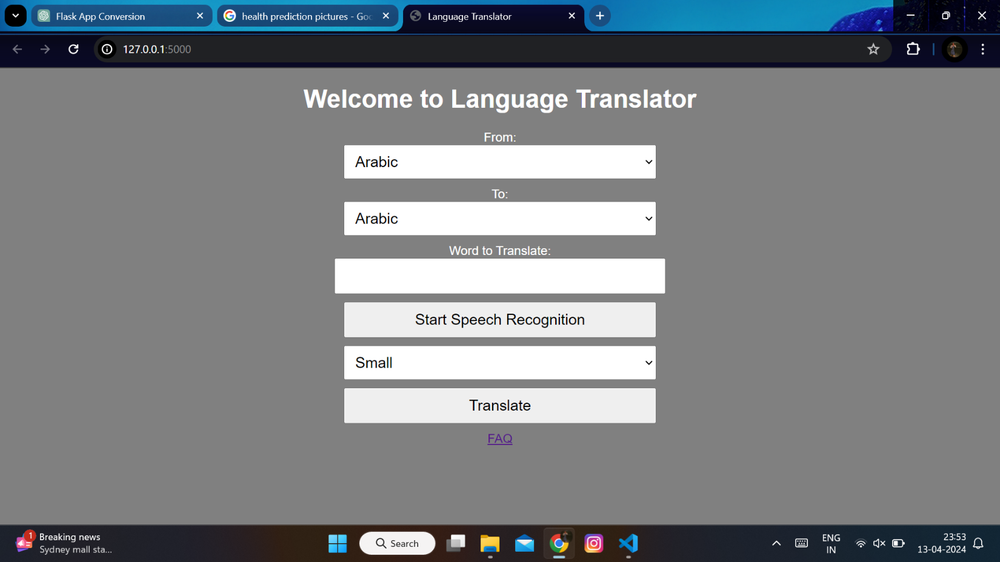 Flask App Conversion
health prediction pictures - Goo
Language Translator
127.0.0.1:5000
Welcome to Language Translator
From:
Arabic
To:
Arabic
Word to Translate:
Start Speech Recognition
Small
Translate
FAQ
1
Breaking news
Sydney mall sta...
Search
ENG
IN
23:53
13-04-2024